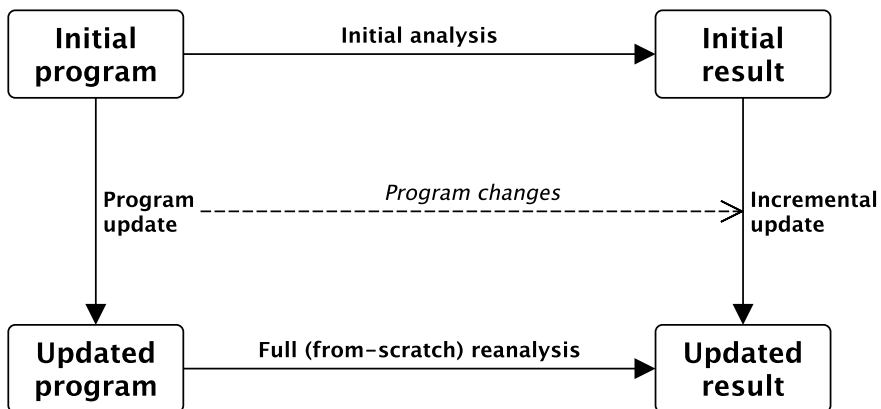 Initial
program
Initial analysis
Initial
result
Program
update
Program changes
Incremental
update
Updated
program
Full (from-scratch) reanalysis
Updated
result